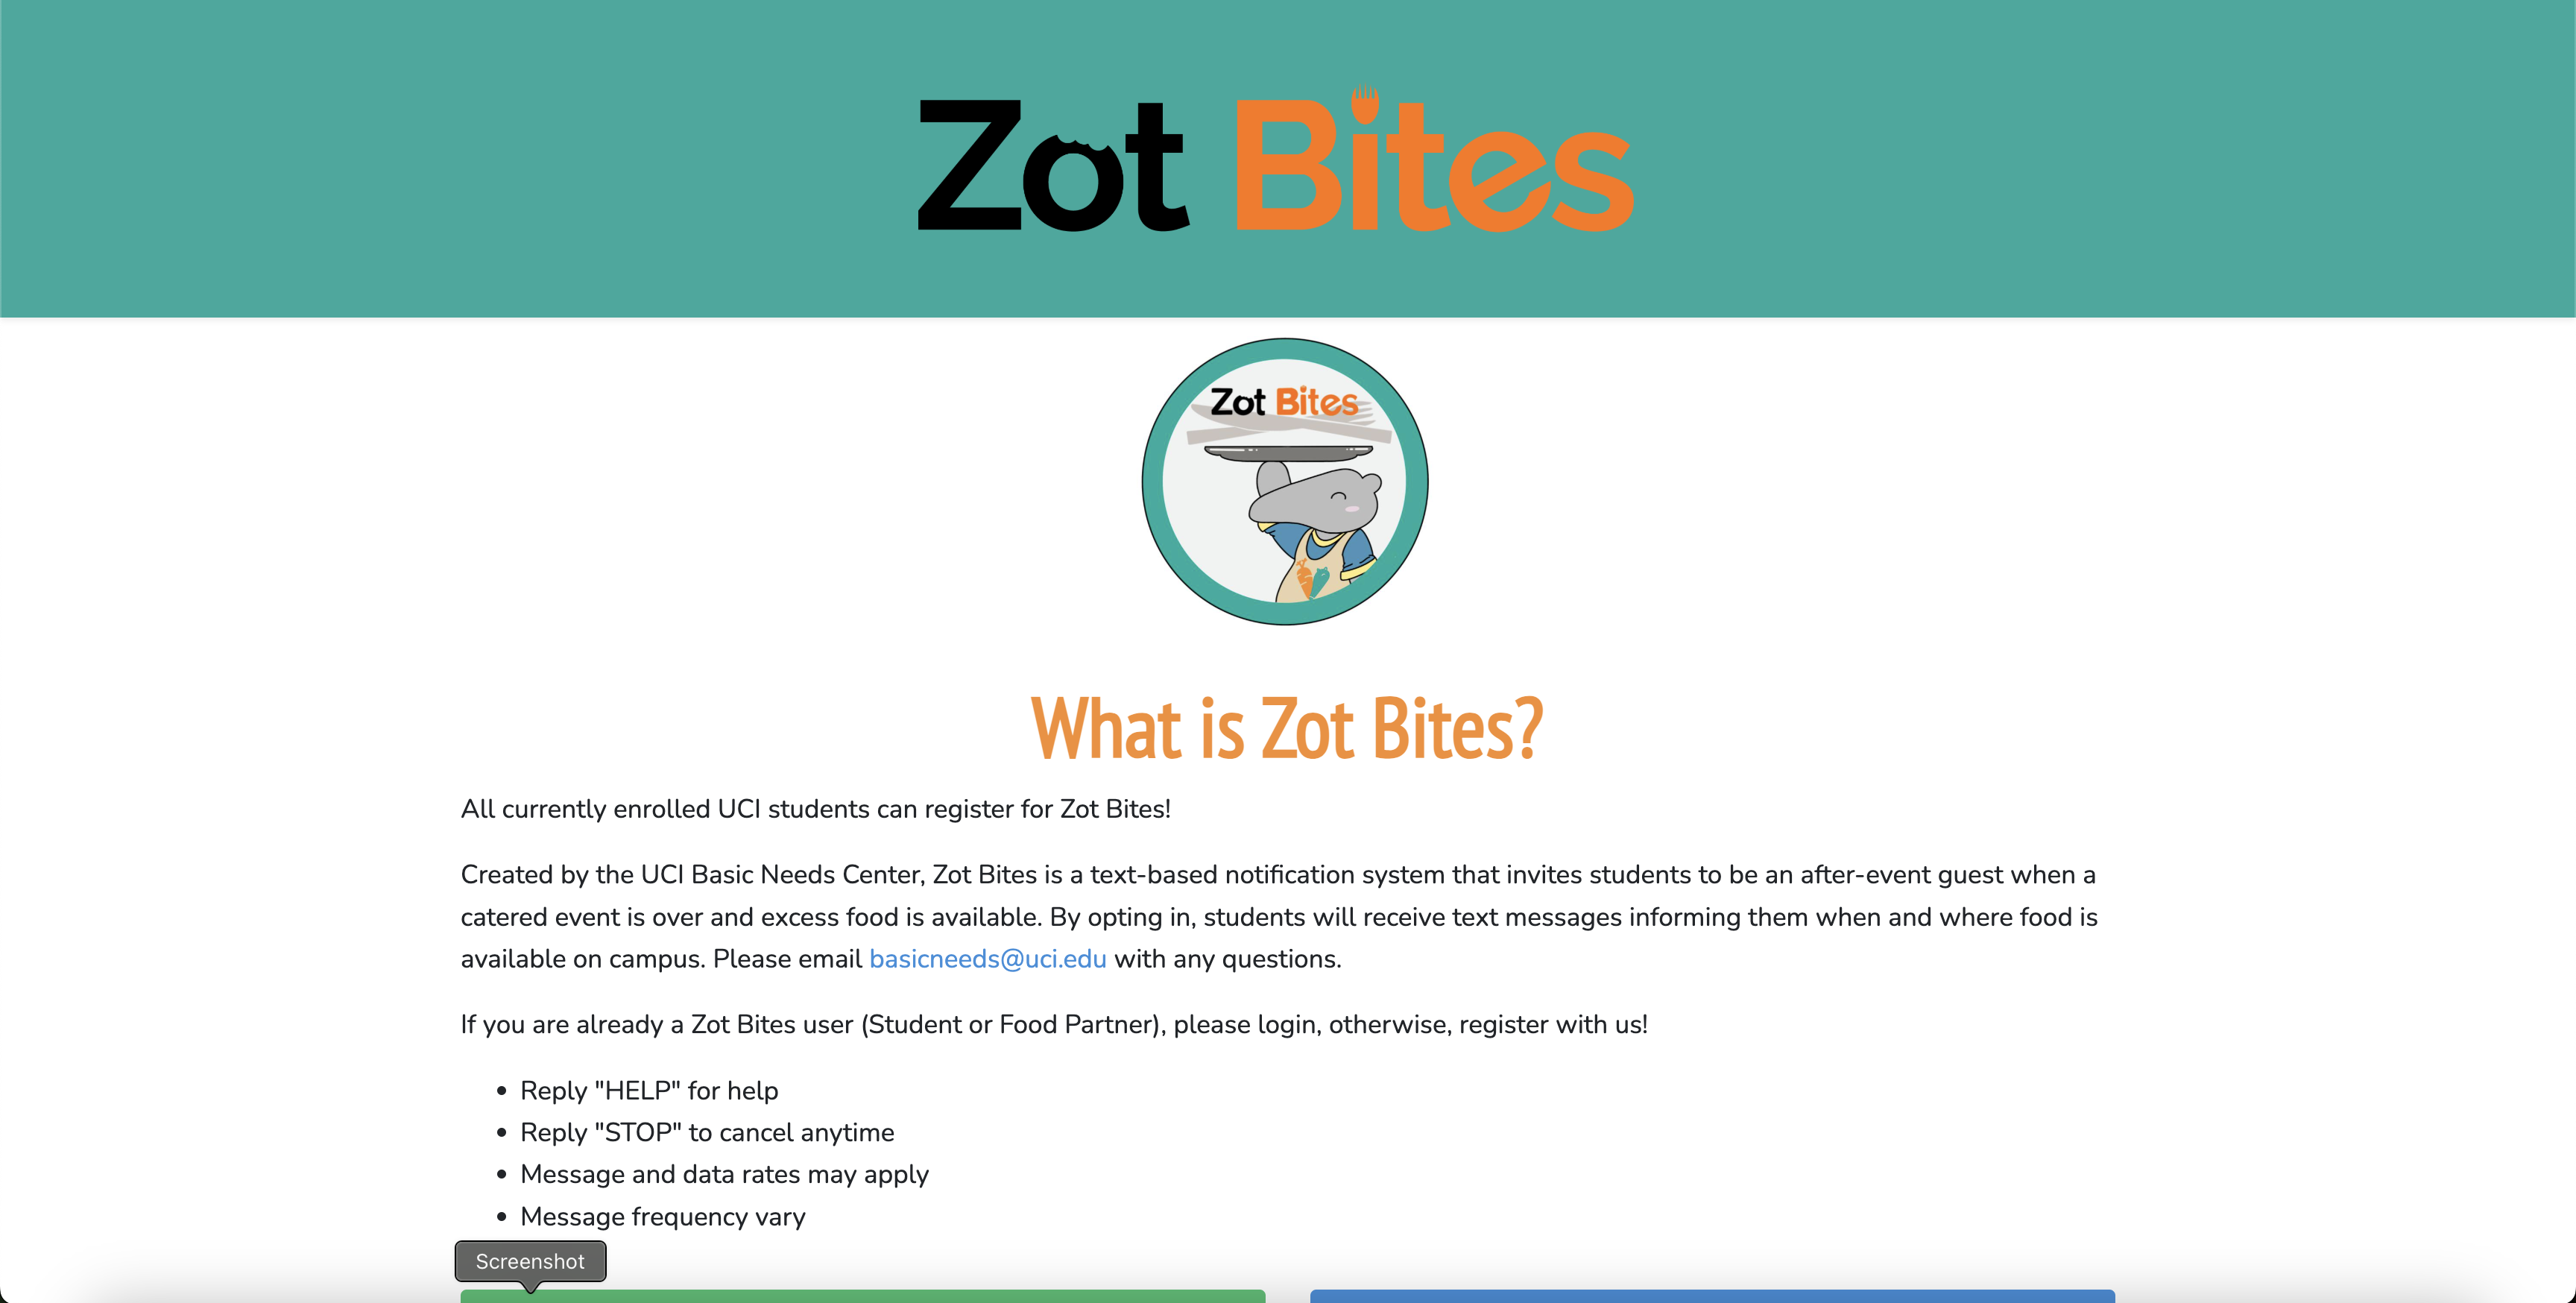 Zot Bites
Zot Bites
What is Zot Bites?
All currently enrolled UCI students can register for Zot Bites!
Created by the UCI Basic Needs Center, Zot Bites is a text-based notification system that invites students to be an after-event guest when a
catered event is over and excess food is available. By opting in, students will receive text messages informing them when and where food is
available on campus. Please email basicneeds@uci.edu with any questions.
If you are already a Zot Bites user (Student or Food Partner), please login, otherwise, register with us!
• Reply "HELP" for help
• Reply "STOP" to cancel anytime
• Message and data rates may apply
• Message frequency vary
Screenshot